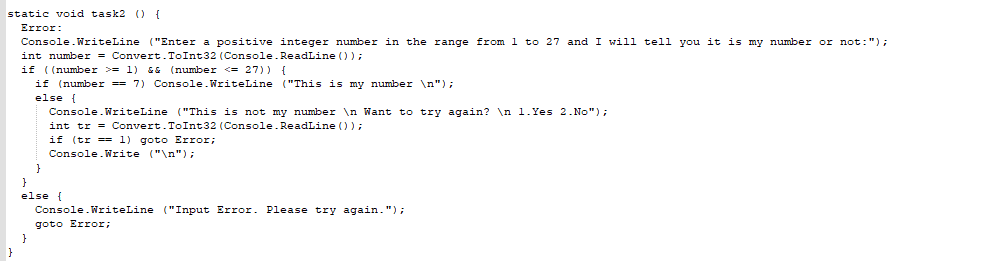 static void task2 () {
Error:
Console.WriteLine ("Enter a positive integer number in the range from 1 to 27 and I will tell you it is my number or not:");
int number = Convert.ToInt32(Console.ReadLine());
if ((number >= 1) && (number <= 27)) {
if (number == 7) Console.WriteLine ("This is my number \n");
else {
Console.WriteLine ("This is not my number \n Want to try again? \n 1.Yes 2.No");
int tr = Convert.ToInt32(Console.ReadLine());
if (tr == 1) goto Error;
Console.Write ("\n");
}
}
else {
Console.WriteLine ("Input Error. Please try again.");
goto Error;
}
}